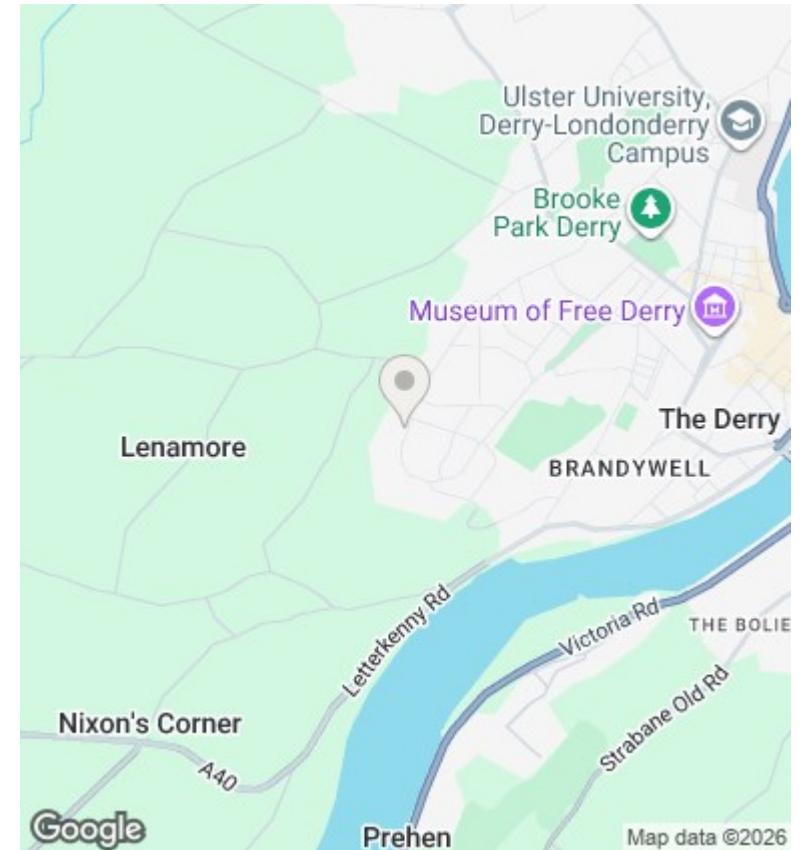 Ulster University,
Derry-Londonderry
Campus
Brooke
Park Derry
Museum of Free Derry
The Derry
Lenamore
BRANDYWELL
Letterkenny Rd
Victoria Rd
THE BOLIE
Strabane Old Rd
Nixon's Corner
A40
Prehen
Google
Map data ©2026